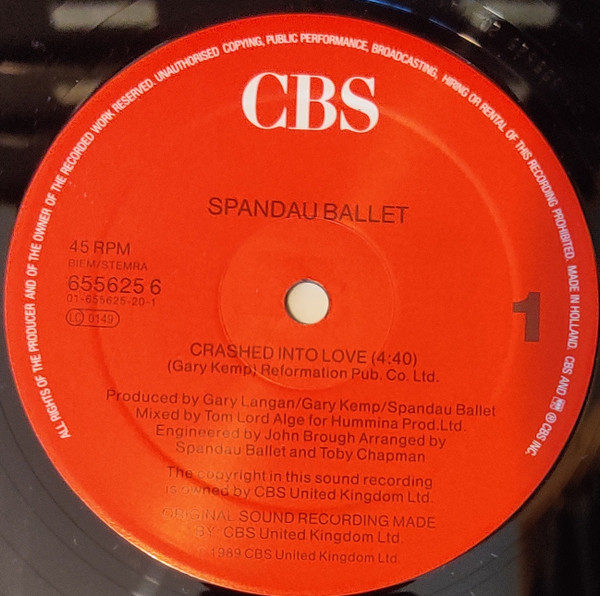 ALL RIGHTS OF THE PRODUCER AND OF THE OWNER OF THE RECORDED WORK RESERVED. UNAUTHORISED COPYING, PUBLIC PERFORMANCE, BROADCASTING, HIRING OR RENTAL OF THIS RECORDING PROHIBITED. MADE IN HOLLAND. CBS AND ® CBS INC.
CBS
SPANDAU BALLET
45 RPM
BIEM/STEMRA
655625 6
01-655625-20-1
LC 0149
1
CRASHED INTO LOVE (4:40)
(Gary Kemp) Reformation Pub. Co. Ltd.
Produced by Gary Langan/Gary Kemp/Spandau Ballet
Mixed by Tom Lord Alge for Hummina Prod.Ltd.
Engineered by John Brough Arranged by
Spandau Ballet and Toby Chapman
The copyright in this sound recording
is owned by CBS United Kingdom Ltd.
ORIGINAL SOUND RECORDING MADE
BY CBS United Kingdom Ltd.
1989 CBS United Kingdom Ltd.